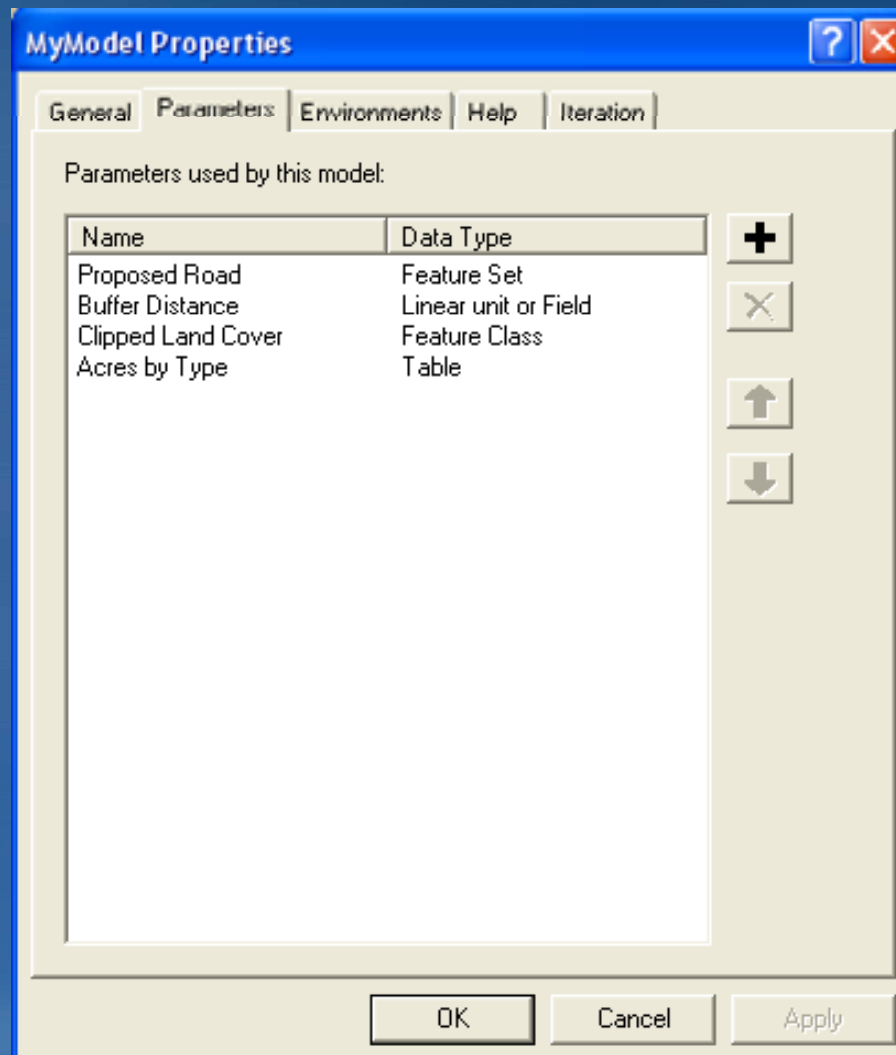 MyModel Properties
General Parameters Environments Help Iteration
Parameters used by this model:
Name Data Type
Proposed Road Feature Set
Buffer Distance Linear unit or Field
Clipped Land Cover Feature Class
Acres by Type Table
OK Cancel Apply